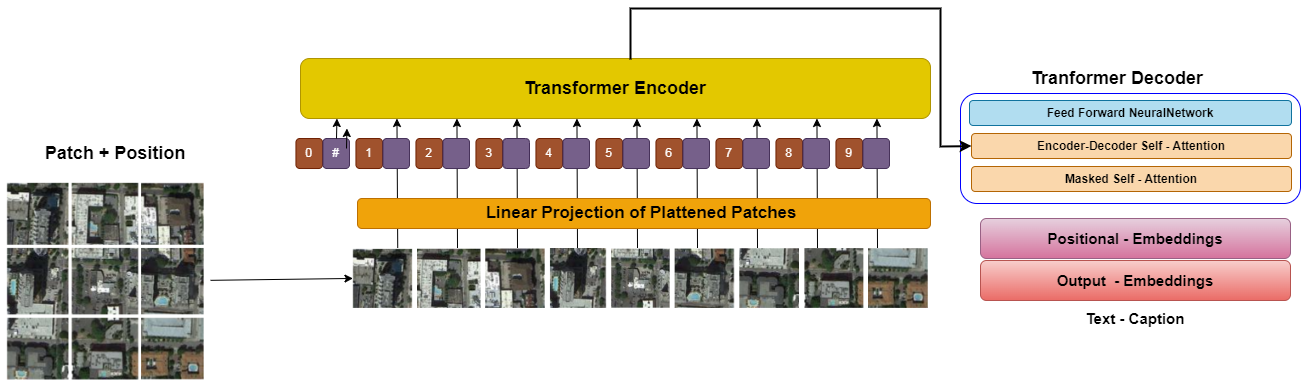 Patch + Position
Transformer Encoder
0 # 1 2 3 4 5 6 7 8 9
Linear Projection of Plattened Patches
Tranformer Decoder
Feed Forward NeuralNetwork
Encoder-Decoder Self - Attention
Masked Self - Attention
Positional - Embeddings
Output - Embeddings
Text - Caption